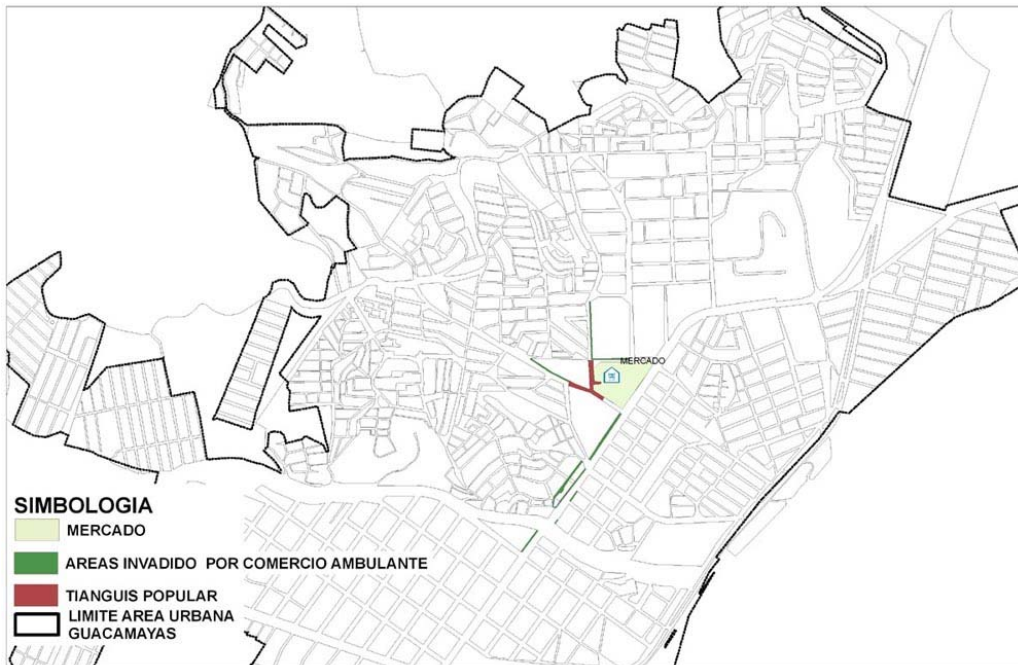 MERCADO
SIMBOLOGIA
MERCADO
AREAS INVADIDO POR COMERCIO AMBULANTE
TIANGUIS POPULAR
LIMITE AREA URBANA
GUACAMAYAS